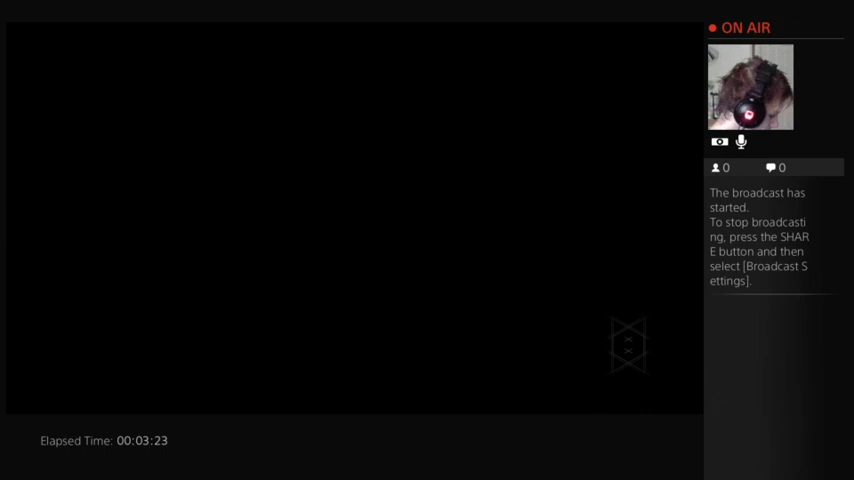 ON AIR
0 0
The broadcast has
started.
To stop broadcasti
ng, press the SHAR
E button and then
select [Broadcast S
ettings].
Elapsed Time: 00:03:23